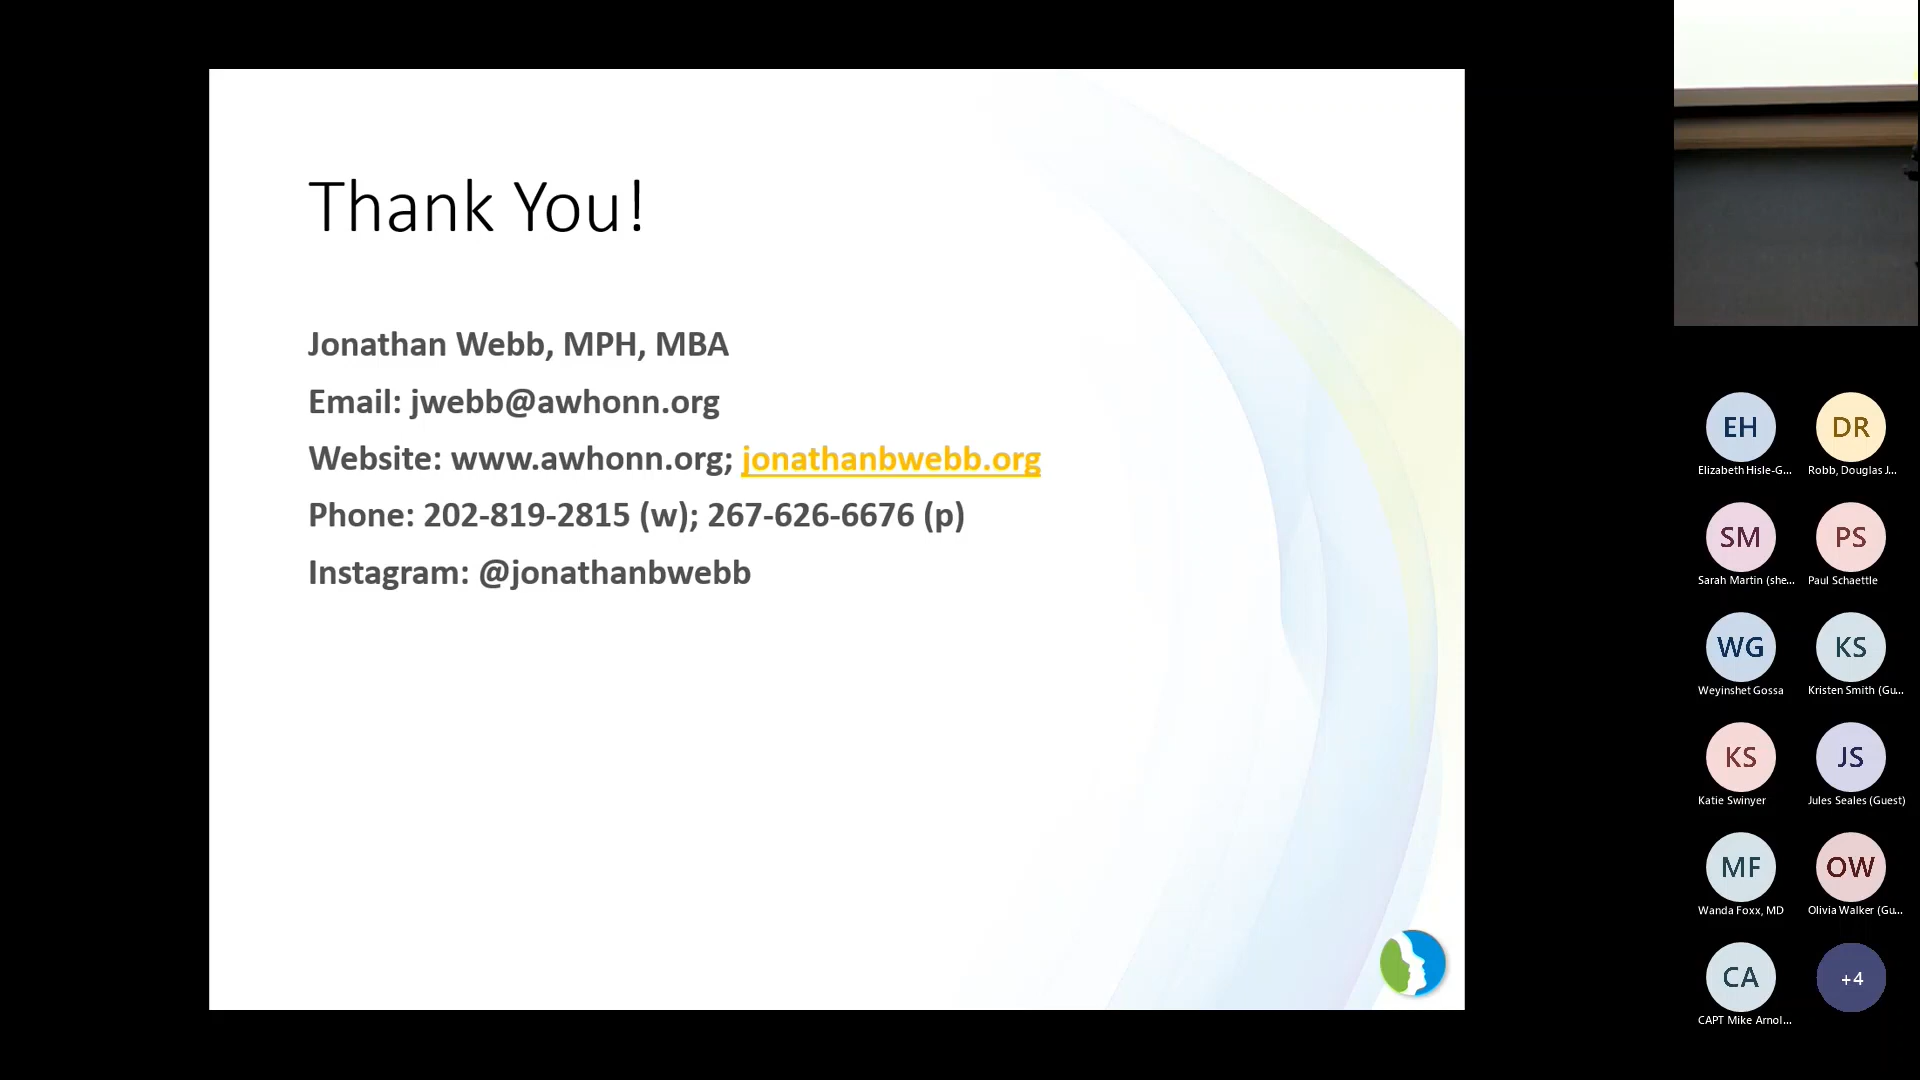 Thank You!
Jonathan Webb, MPH, MBA
Email: jwebb@awhonn.org
Website: www.awhonn.org; jonathanbwebb.org
Phone: 202-819-2815 (w); 267-626-6676 (p)
Instagram: @jonathanbwebb
EH
DR
Elizabeth Hisle-G...
Robb, Douglas J...
SM
PS
Sarah Martin (she...
Paul Schaettle
WG
KS
Weyinshet Gossa
Kristen Smith (Gu...
KS
JS
Katie Swinyer
Jules Seales (Guest)
MF
OW
Wanda Foxx, MD
Olivia Walker (Gu...
CA
+4
CAPT Mike Arnol...